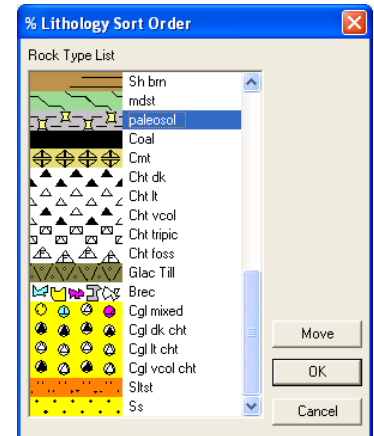 % Lithology Sort Order
Rock Type List
Sh brn
mdst
paleosol
Coal
Cmt
Cht dk
Cht lt
Cht vcol
Cht tripic
Cht foss
Glac Till
Brec
Cgl mixed
Cgl dk cht
Cgl lt cht
Cgl vcol cht
Sltst
Ss
Move
OK
Cancel